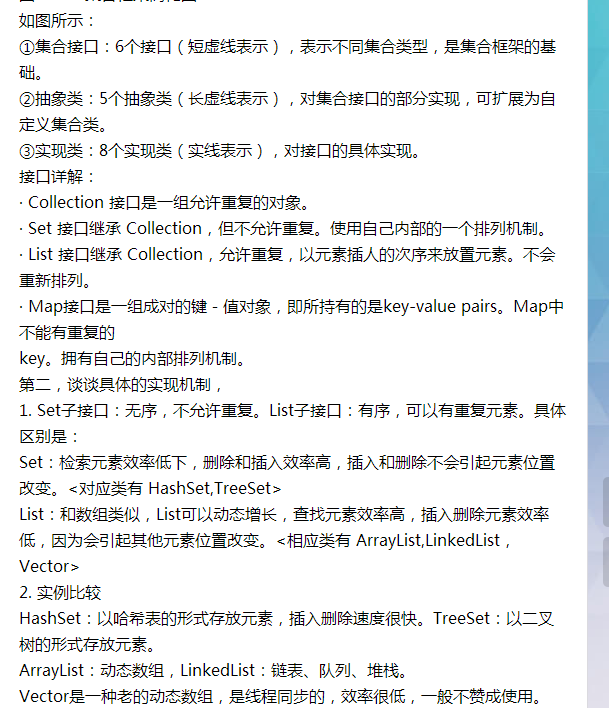 如图所示：
①集合接口：6个接口（短虚线表示），表示不同集合类型，是集合框架的基
础。
②抽象类：5个抽象类（长虚线表示），对集合接口的部分实现，可扩展为自
定义集合类。
③实现类：8个实现类（实线表示），对接口的具体实现。
接口详解：
· Collection 接口是一组允许重复的对象。
· Set 接口继承 Collection，但不允许重复。使用自己内部的一个排列机制。
· List 接口继承 Collection，允许重复，以元素插人的次序来放置元素。不会
重新排列。
· Map接口是一组成对的键－值对象，即所持有的是key-value pairs。Map中
不能有重复的
key。拥有自己的内部排列机制。
第二，谈谈具体的实现机制，
1. Set子接口：无序，不允许重复。List子接口：有序，可以有重复元素。具体
区别是：
Set：检索元素效率低下，删除和插入效率高，插入和删除不会引起元素位置
改变。<对应类有 HashSet,TreeSet>
List：和数组类似，List可以动态增长，查找元素效率高，插入删除元素效率
低，因为会引起其他元素位置改变。<相应类有 ArrayList,LinkedList，
Vector>
2. 实例比较
HashSet：以哈希表的形式存放元素，插入删除速度很快。TreeSet：以二叉
树的形式存放元素。
ArrayList：动态数组，LinkedList：链表、队列、堆栈。
Vector是一种老的动态数组，是线程同步的，效率很低，一般不赞成使用。